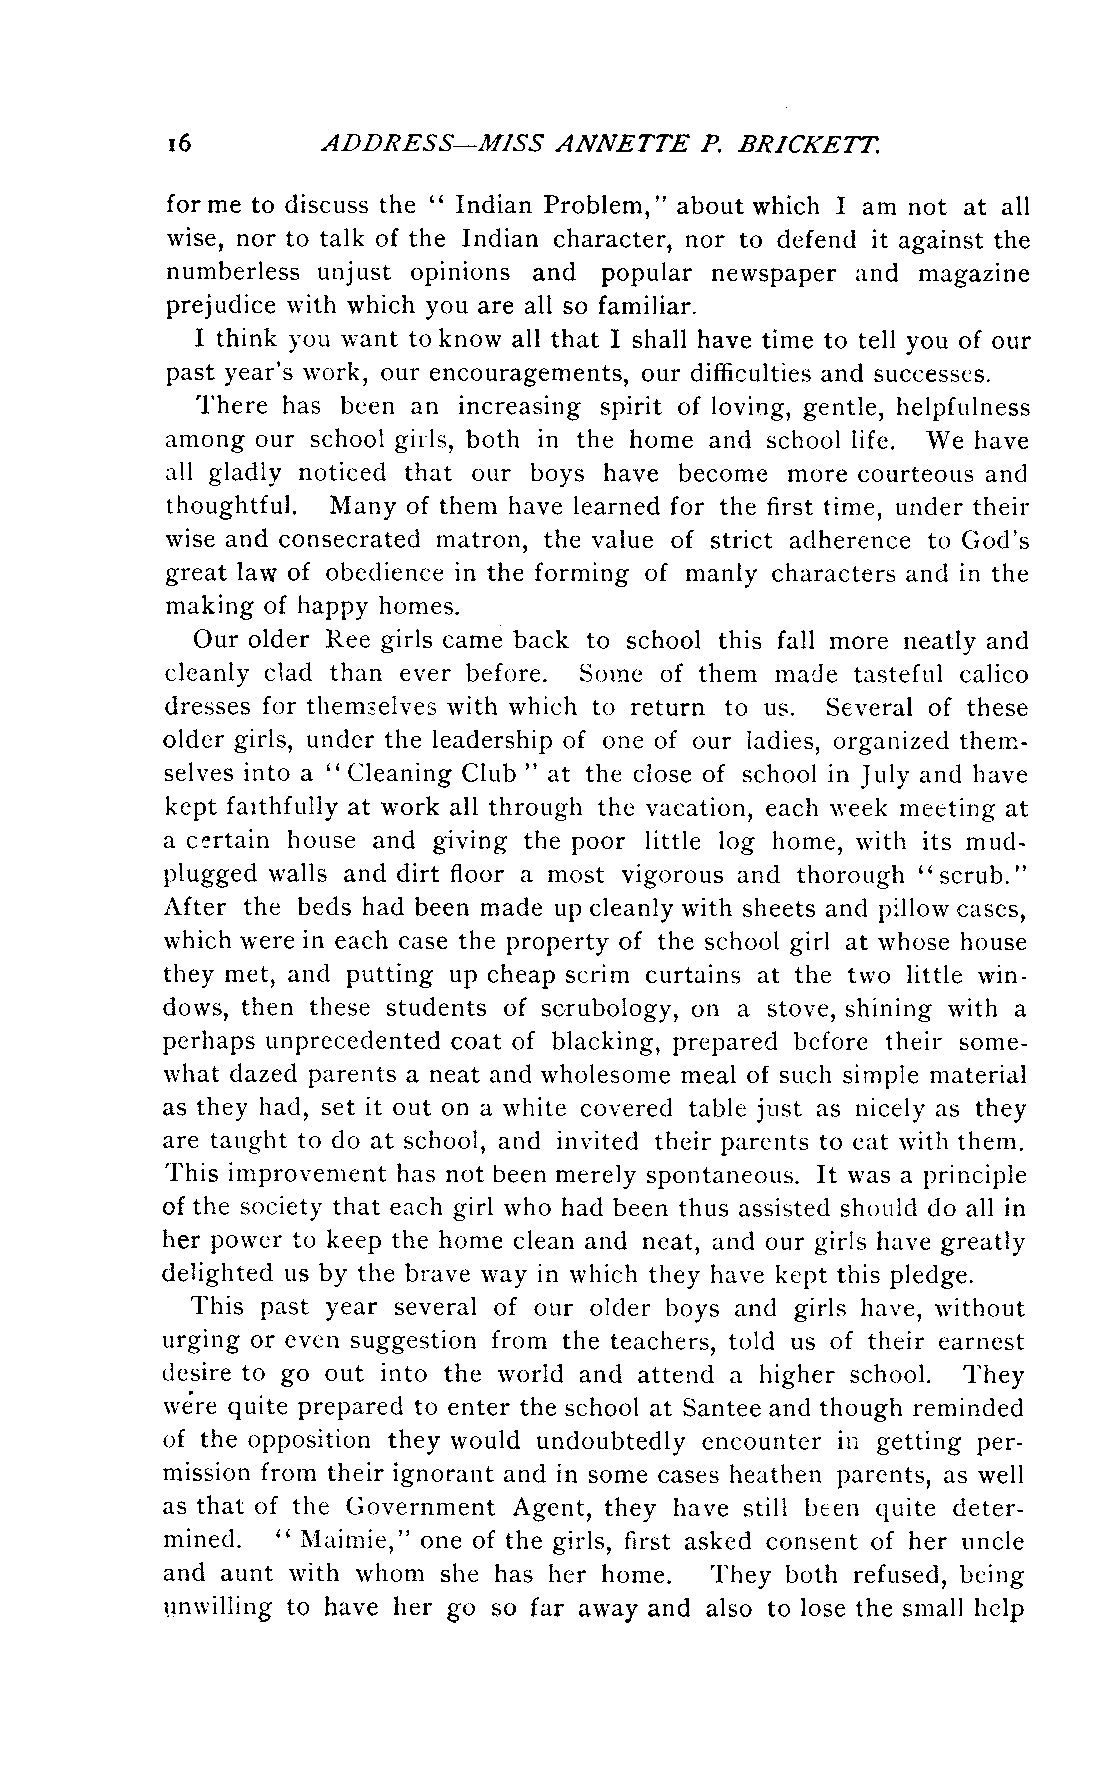 16 ADDRESS—MISS ANNETTE P. BRICKETT.
for me to discuss the " Indian Problem," about which I am not at all
wise, nor to talk of the Indian character, nor to defend it against the
numberless unjust opinions and popular newspaper and magazine
prejudice with which you are all so familiar.
I think you want to know all that I shall have time to tell you of our
past year's work, our encouragements, our difficulties and successes.
There has been an increasing spirit of loving, gentle, helpfulness
among our school girls, both in the home and school life. We have
all gladly noticed that our boys have become more courteous and
thoughtful. Many of them have learned for the first time, under their
wise and consecrated matron, the value of strict adherence to God's
great law of obedience in the forming of manly characters and in the
making of happy homes.
Our older Ree girls came back to school this fall more neatly and
cleanly clad than ever before. Some of them made tasteful calico
dresses for themselves with which to return to us. Several of these
older girls, under the leadership of one of our ladies, organized them-
selves into a " Cleaning Club " at the close of school in July and have
kept faithfully at work all through the vacation, each week meeting at
a certain house and giving the poor little log home, with its mud-
plugged walls and dirt floor a most vigorous and thorough "scrub."
After the beds had been made up cleanly with sheets and pillow cases,
which were in each case the property of the school girl at whose house
they met, and putting up cheap scrim curtains at the two little win-
dows, then these students of scrubology, on a stove, shining with a
perhaps unprecedented coat of blacking, prepared before their some-
what dazed parents a neat and wholesome meal of such simple material
as they had, set it out on a white covered table just as nicely as they
are taught to do at school, and invited their parents to eat with them.
This improvement has not been merely spontaneous. It was a principle
of the society that each girl who had been thus assisted should do all in
her power to keep the home clean and neat, and our girls have greatly
delighted us by the brave way in which they have kept this pledge.
This past year several of our older boys and girls have, without
urging or even suggestion from the teachers, told us of their earnest
desire to go out into the world and attend a higher school. They
were quite prepared to enter the school at Santee and though reminded
of the opposition they would undoubtedly encounter in getting per-
mission from their ignorant and in some cases heathen parents, as well
as that of the Government Agent, they have still been quite deter-
mined. " Maimie," one of the girls, first asked consent of her uncle
and aunt with whom she has her home. They both refused, being
unwilling to have her go so far away and also to lose the small help